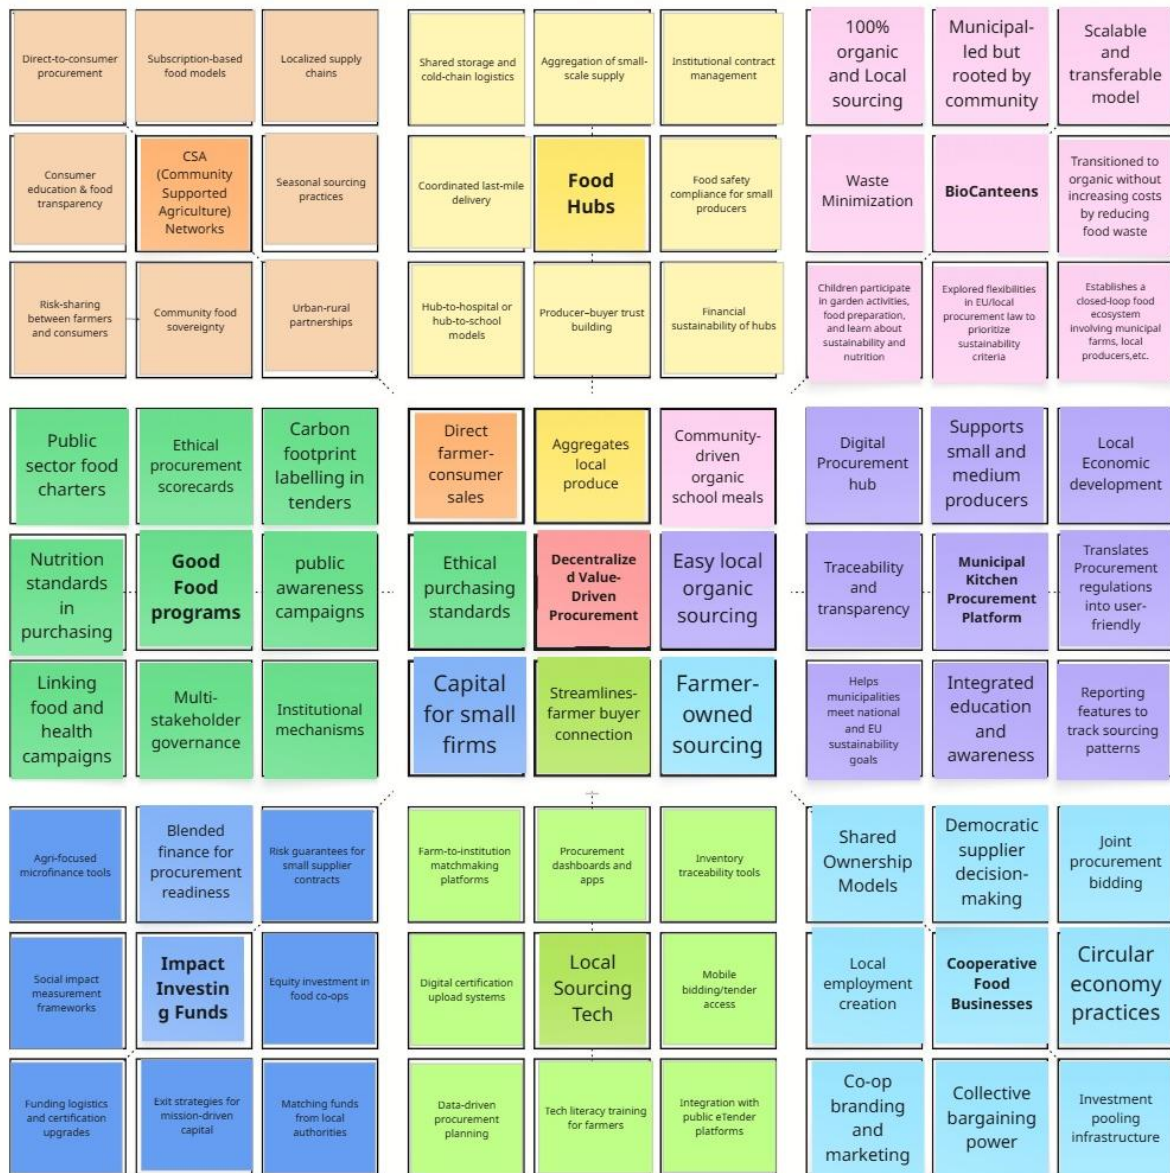 Direct-to-consumer
procurement
Subscription-based
food models
Localized supply
chains
Consumer
education & food
transparency
CSA
(Community
Supported
Agriculture)
Networks
Seasonal sourcing
practices
Risk-sharing
between farmers
and consumers
Community food
sovereignty
Urban-rural
partnerships
Shared storage and
cold-chain logistics
Aggregation of small-
scale supply
Institutional contract
management
Coordinated last-mile
delivery
Food
Hubs
Food safety
compliance for small
producers
Hub-to-hospital or
hub-to-school
models
Producer–buyer trust
building
Financial
sustainability of hubs
100%
organic
and Local
sourcing
Municipal-
led but
rooted by
community
Scalable
and
transferable
model
Waste
Minimization
BioCanteens
Transitioned to
organic without
increasing costs
by reducing
food waste
Children participate
in garden activities,
food preparation,
and learn about
sustainability and
nutrition
Explored flexibilities
in EU/local
procurement law to
prioritize
sustainability
criteria
Establishes a
closed-loop food
ecosystem
involving municipal
farms, local
producers,etc.
Public
sector food
charters
Ethical
procurement
scorecards
Carbon
footprint
labelling in
tenders
Nutrition
standards
in
purchasing
Good
Food
programs
public
awareness
campaigns
Linking
food and
health
campaigns
Multi-
stakeholder
governance
Institutional
mechanisms
Direct
farmer-
consumer
sales
Aggregates
local
produce
Community-
driven
organic
school meals
Ethical
purchasing
standards
Decentralize
d Value-
Driven
Procurement
Easy local
organic
sourcing
Capital
for small
firms
Streamlines-
farmer buyer
connection
Farmer-
owned
sourcing
Digital
Procurement
hub
Supports
small and
medium
producers
Local
Economic
development
Traceability
and
transparency
Municipal
Kitchen
Procurement
Platform
Translates
Procurement
regulations
into user-
friendly
Helps
municipalities
meet national
and EU
sustainability
goals
Integrated
education
and
awareness
Reporting
features to
track sourcing
patterns
Agri-focused
microfinance tools
Blended
finance for
procurement
readiness
Risk guarantees for
small supplier
contracts
Social impact
measurement
frameworks
Impact
Investin
g Funds
Equity investment in
food co-ops
Funding logistics
and certification
upgrades
Exit strategies for
mission-driven
capital
Matching funds
from local
authorities
Farm-to-institution
matchmaking
platforms
Procurement
dashboards and
apps
Inventory
traceability tools
Digital certification
upload systems
Local
Sourcing
Tech
Mobile
bidding/tender
access
Data-driven
procurement
planning
Tech literacy training
for farmers
Integration with
public eTender
platforms
Shared
Ownership
Models
Democratic
supplier
decision-
making
Joint
procurement
bidding
Local
employment
creation
Cooperative
Food
Businesses
Circular
economy
practices
Co-op
branding
and
marketing
Collective
bargaining
power
Investment
pooling
infrastructure